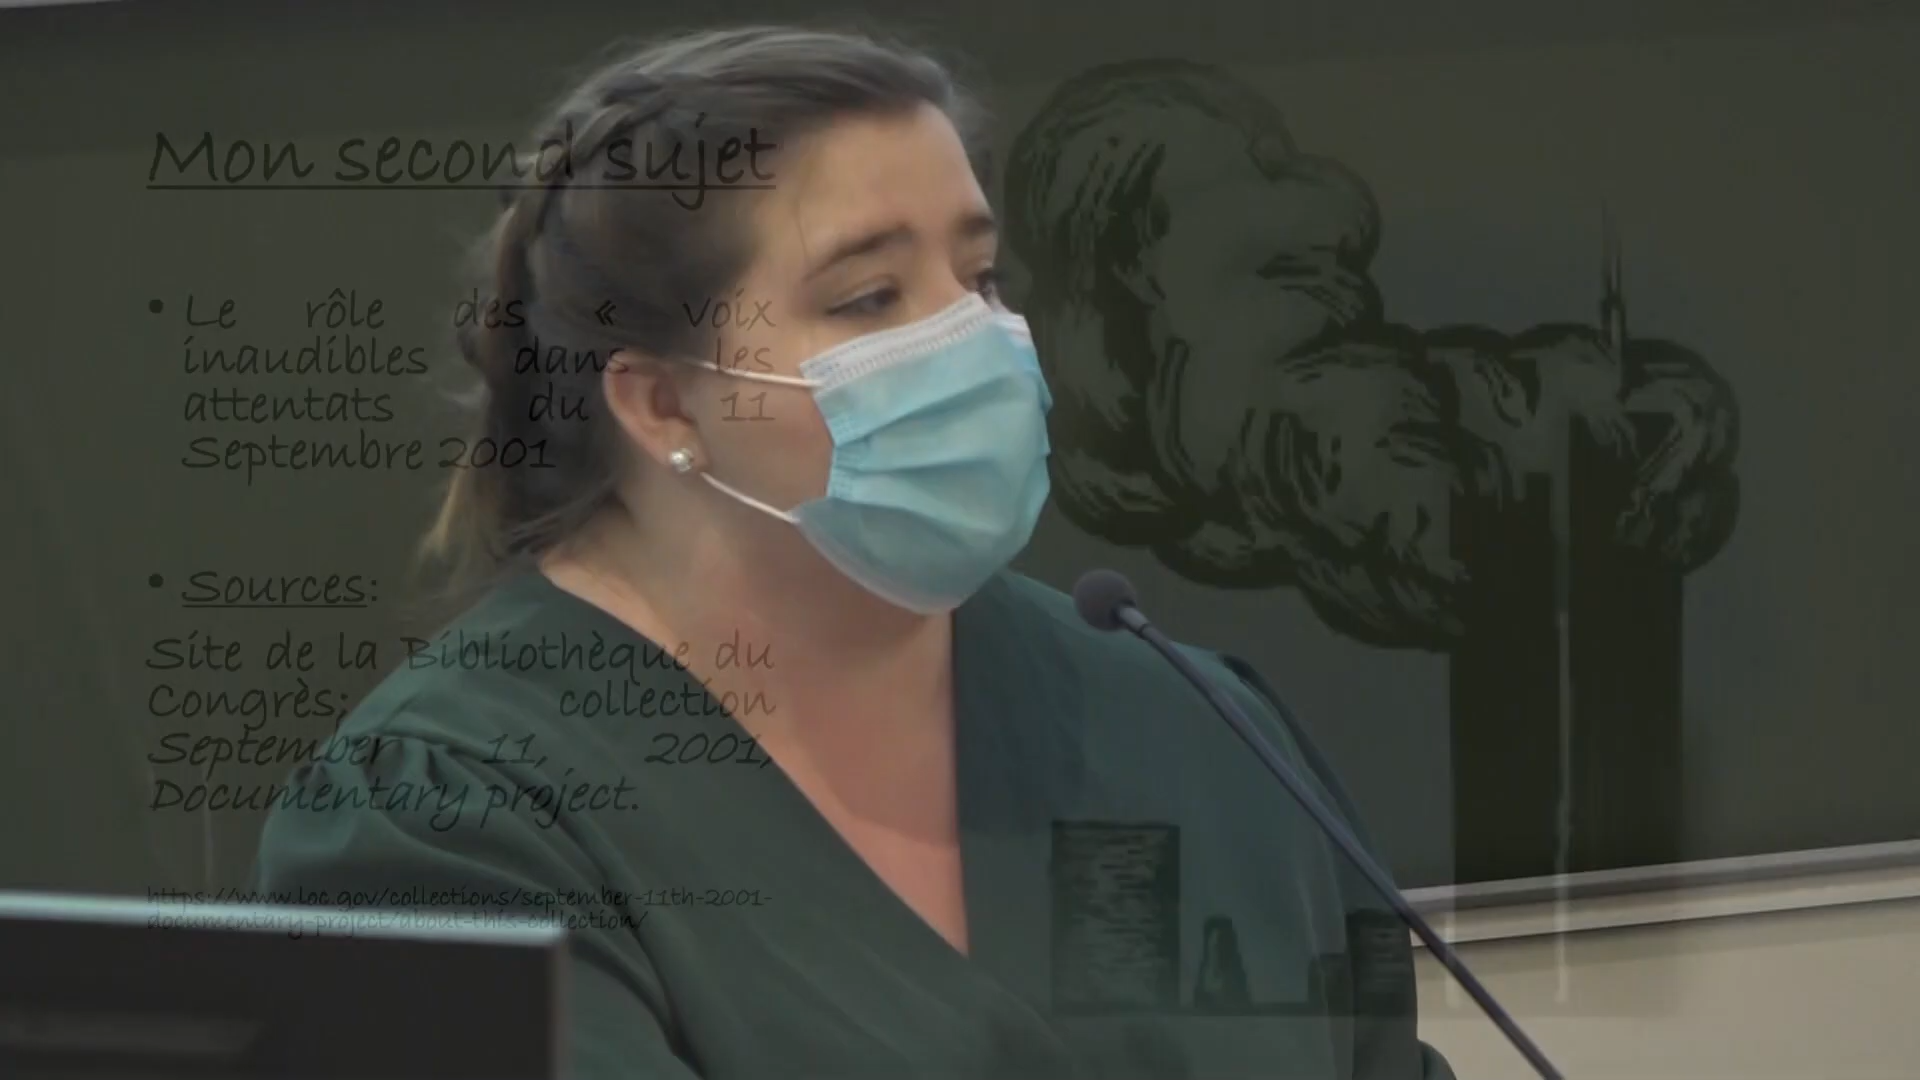 Mon second sujet
• Le rôle des « voix
inaudibles dans les
attentats du 11
Septembre 2001
• Sources:
Site de la Bibliothèque du
Congrès; collection
September 11, 2001,
Documentary project.
https://www.loc.gov/collections/september-11th-2001-
documentary-project/about-this-collection/